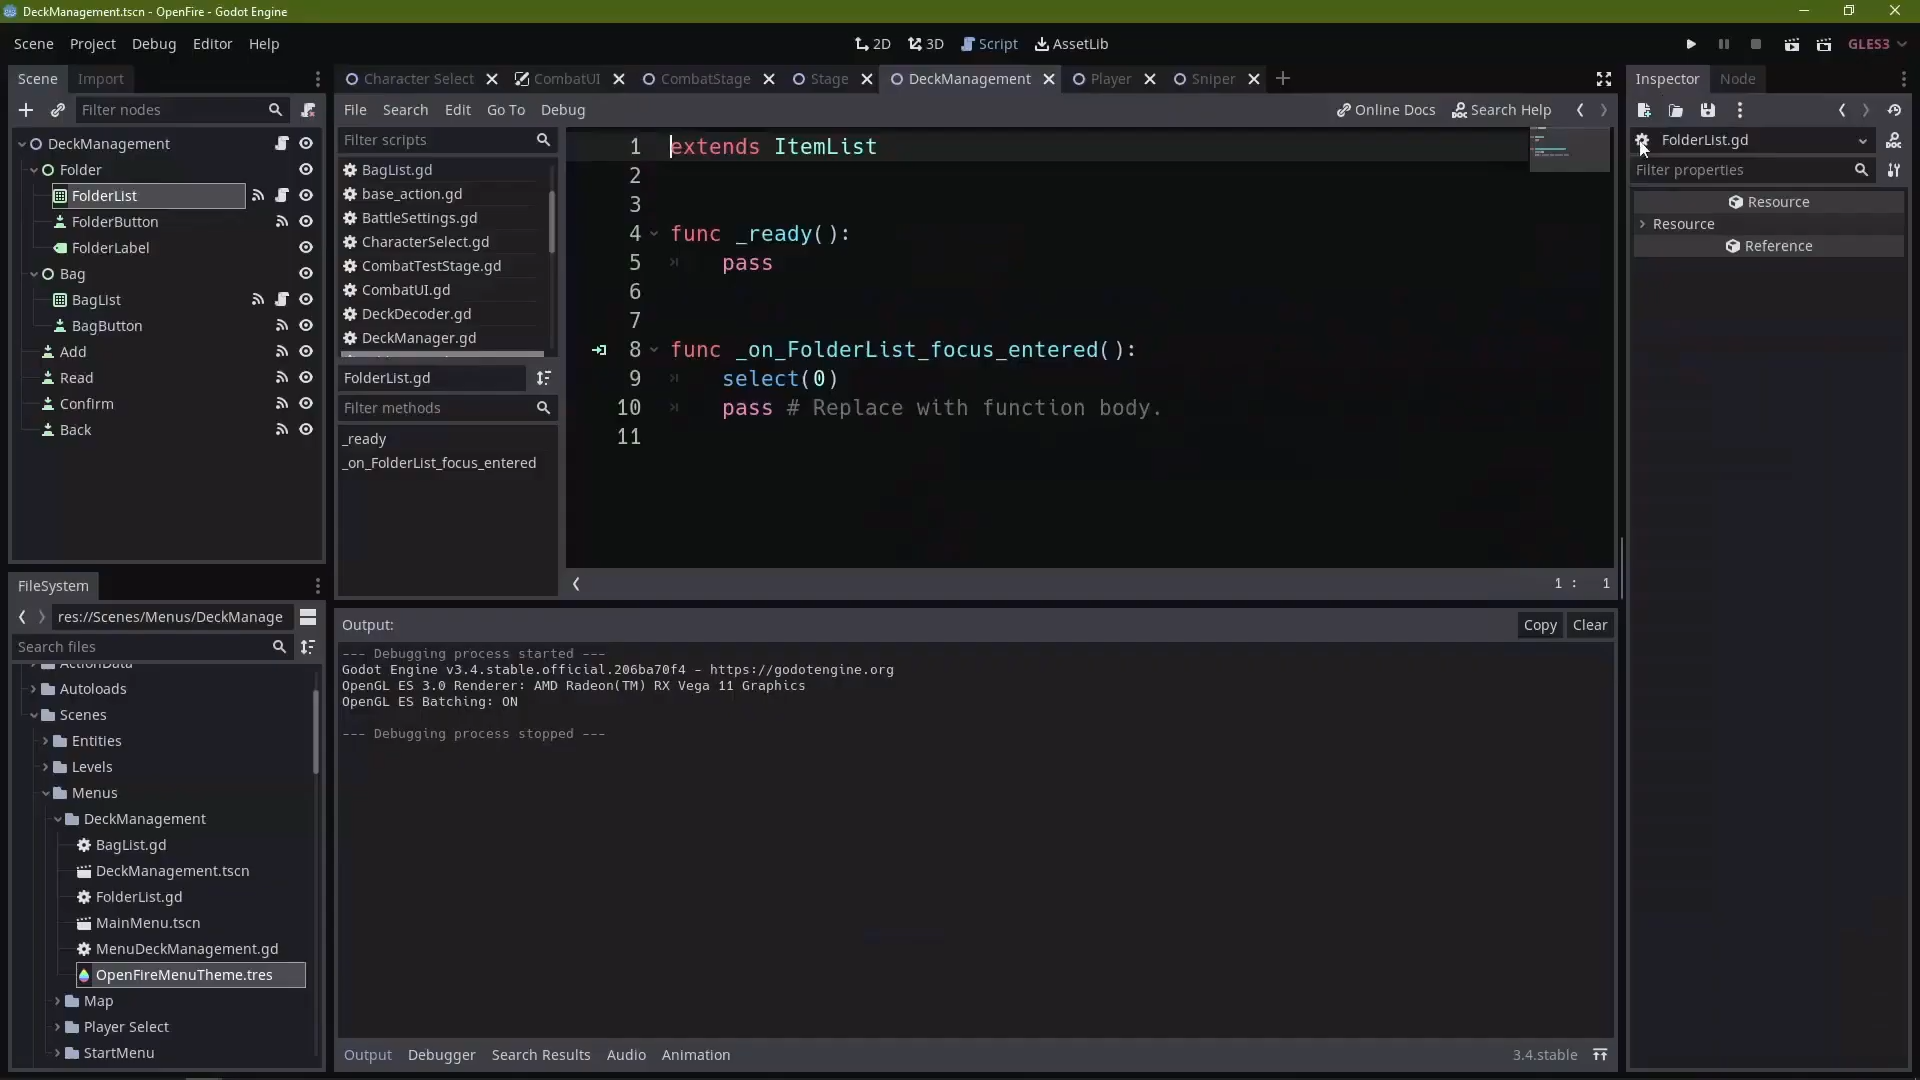 DeckManagement.tscn - OpenFire - Godot Engine
Scene Project Debug Editor Help
2D 3D Script AssetLib
GLES3
Scene Import
Filter nodes
DeckManagement
Folder
FolderList
FolderButton
FolderLabel
Bag
BagList
BagButton
Add
Read
Confirm
Back
FileSystem
res://Scenes/Menus/DeckManage
Search files
ActionData
Autoloads
Scenes
Entities
Levels
Menus
DeckManagement
BagList.gd
DeckManagement.tscn
FolderList.gd
MainMenu.tscn
MenuDeckManagement.gd
OpenFireMenuTheme.tres
Map
Player Select
StartMenu
Character Select CombatUI CombatStage Stage DeckManagement Player Sniper
File Search Edit Go To Debug
Online Docs Search Help
Filter scripts
BagList.gd
base_action.gd
BattleSettings.gd
CharacterSelect.gd
CombatTestStage.gd
CombatUI.gd
DeckDecoder.gd
DeckManager.gd
FolderList.gd
Filter methods
_ready
_on_FolderList_focus_entered
1 extends ItemList
2
3
4 func _ready():
5 pass
6
7
8 func _on_FolderList_focus_entered():
9 select(0)
10 pass # Replace with function body.
11
1 : 1
Output:
Copy Clear
--- Debugging process started ---
Godot Engine v3.4.stable.official.206ba70f4 - https://godotengine.org
OpenGL ES 3.0 Renderer: AMD Radeon(TM) RX Vega 11 Graphics
OpenGL ES Batching: ON
--- Debugging process stopped ---
Output Debugger Search Results Audio Animation
3.4.stable
Inspector Node
FolderList.gd
Filter properties
Resource
Resource
Reference